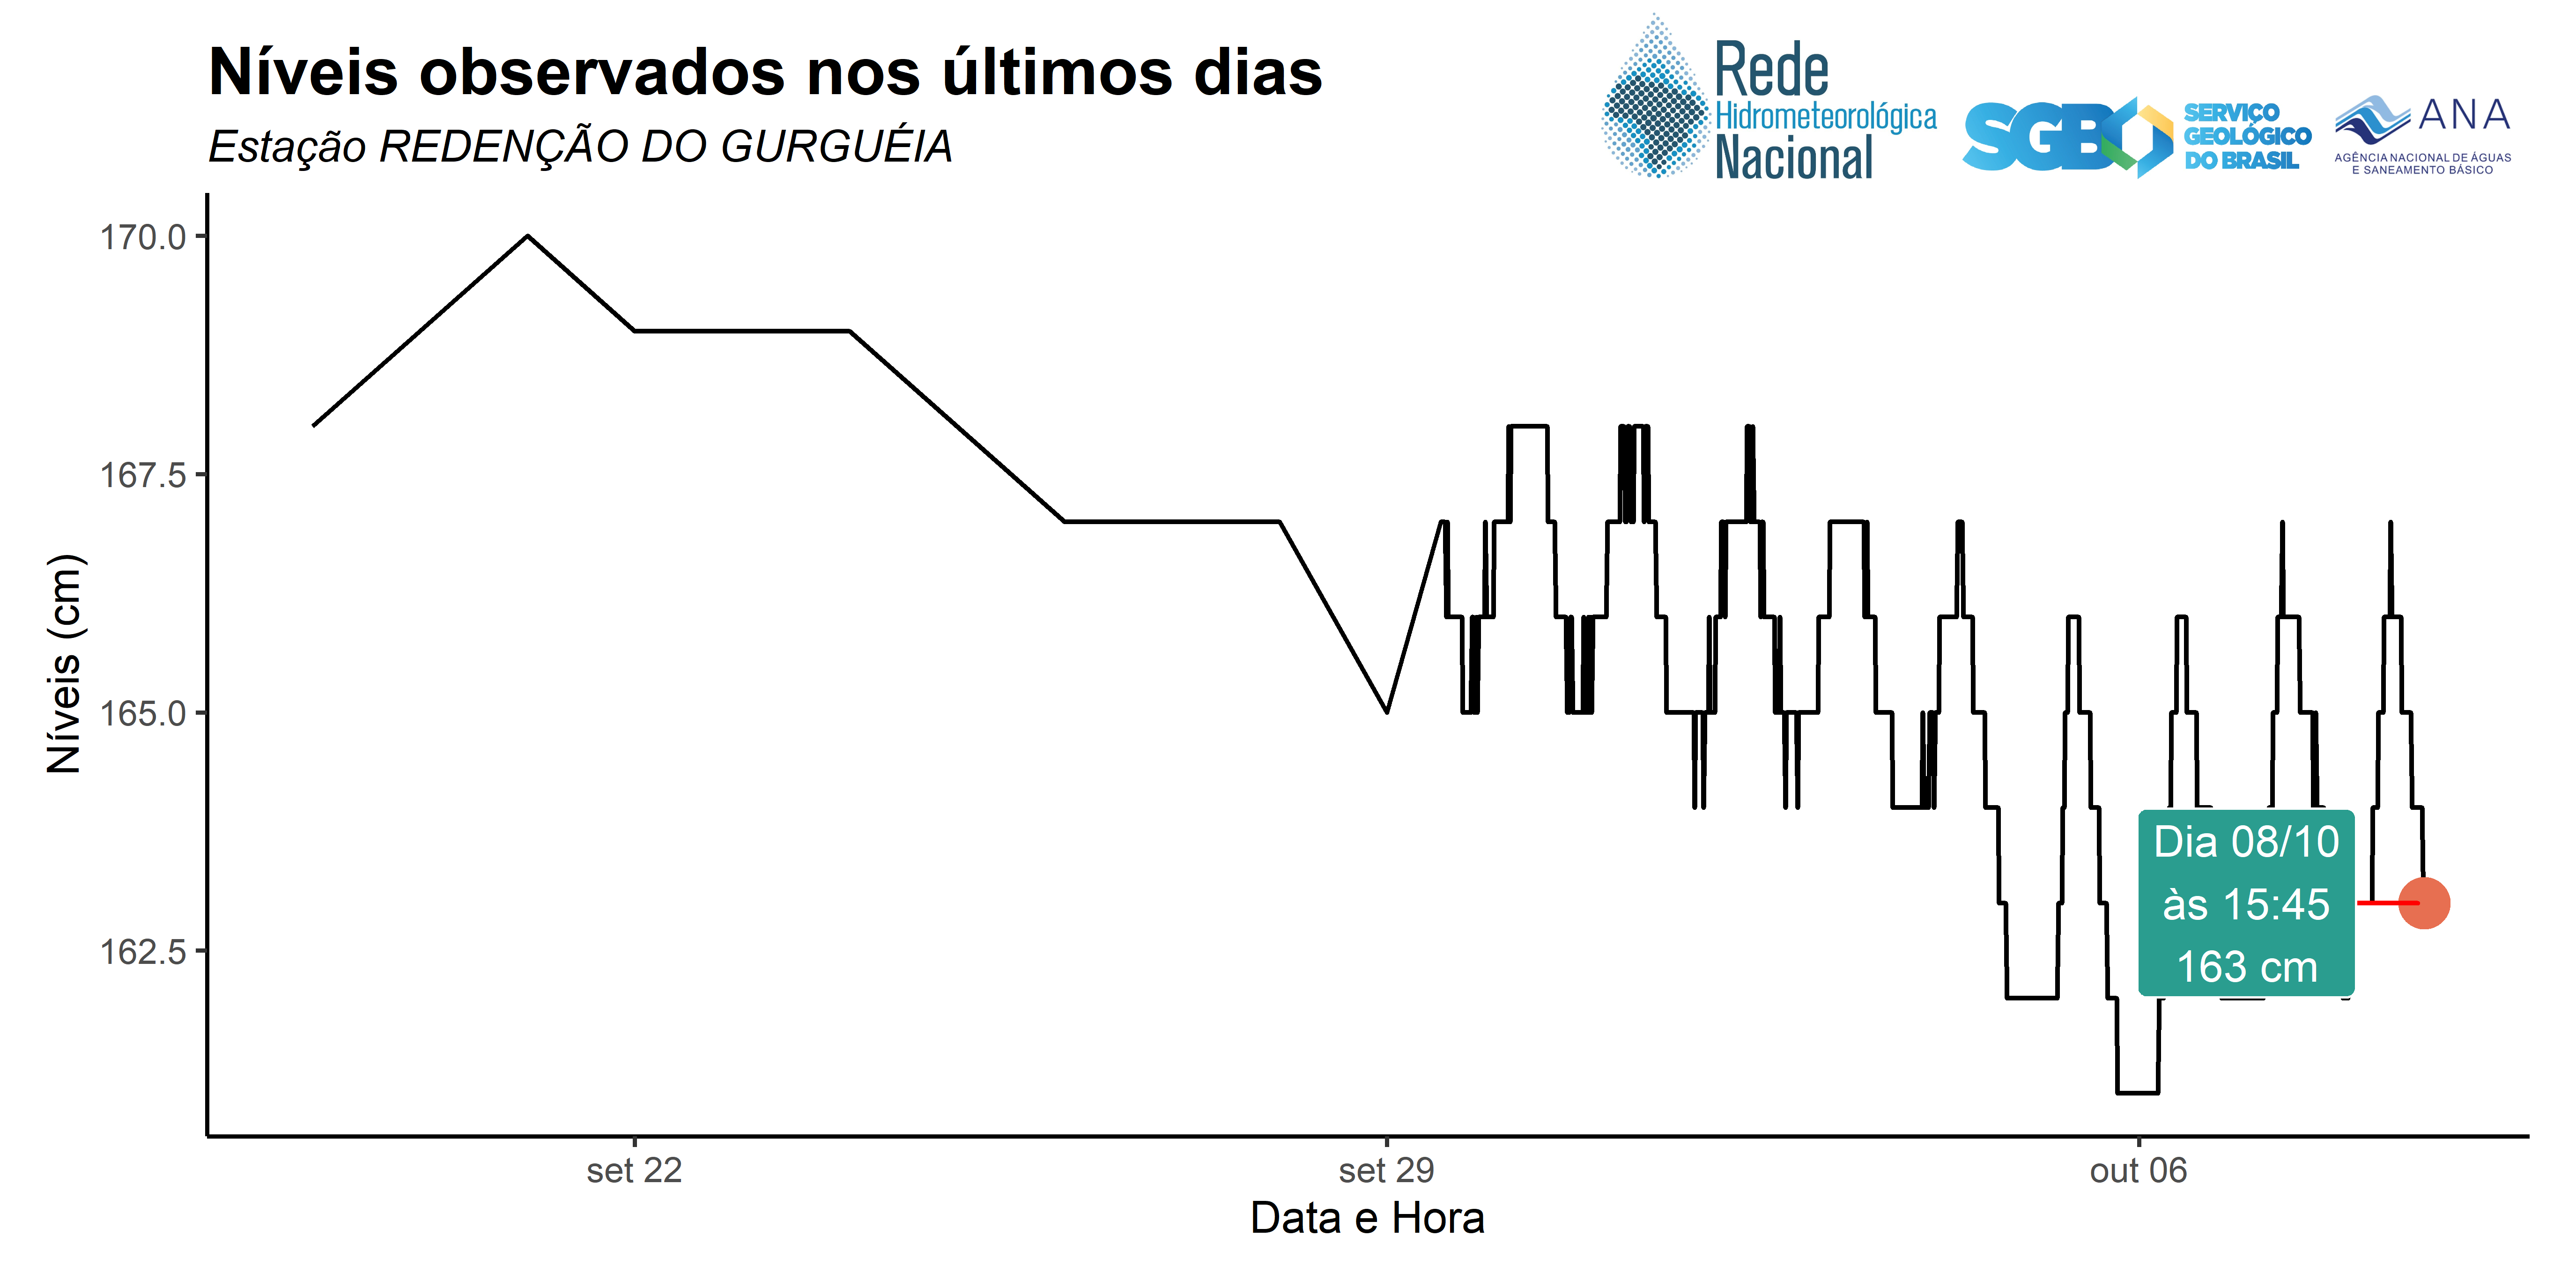 Níveis observados nos últimos dias
Estação REDENÇÃO DO GURGUÉIA
Rede
Hidrometeorológica
Nacional
SGB
SERVIÇO
GEOLÓGICO
DO BRASIL
ANA
AGÊNCIA NACIONAL DE ÁGUAS
E SANEAMENTO BÁSICO
Níveis (cm)
170.0
167.5
165.0
162.5
Dia 08/10
às 15:45
163 cm
set 22
set 29
out 06
Data e Hora